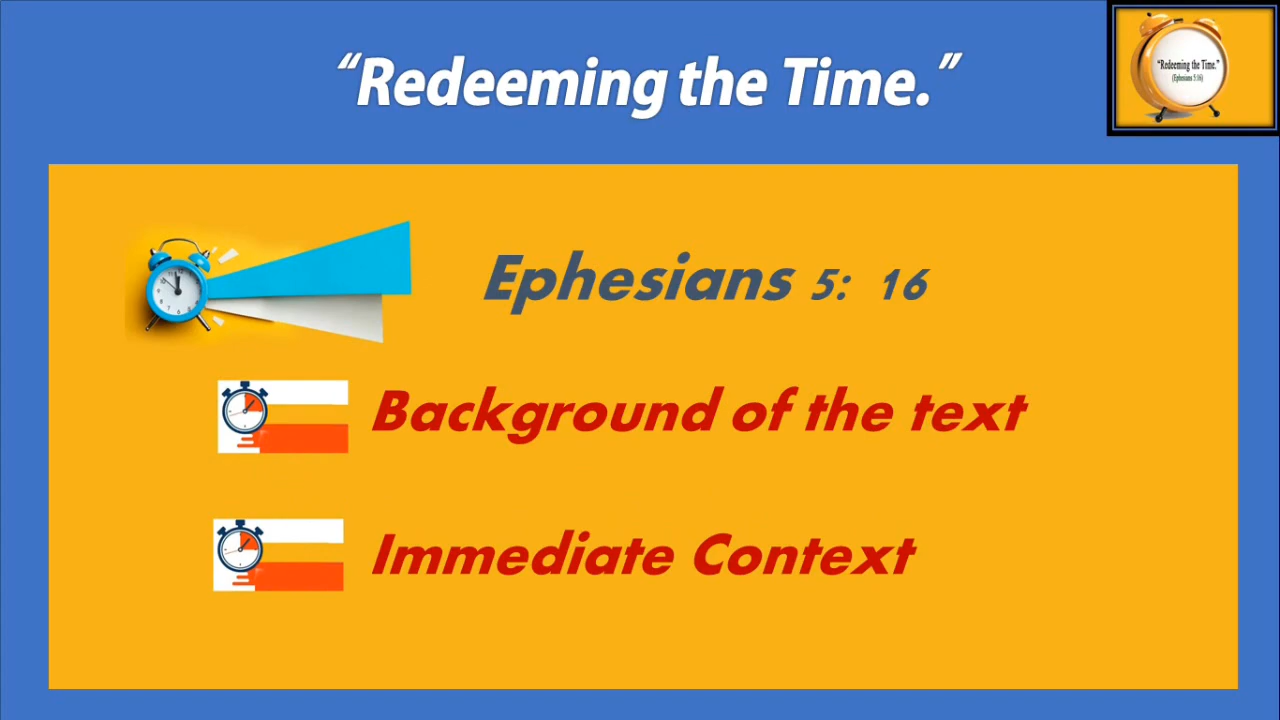 “Redeeming the Time.”
“Redeeming the Time.”
(Ephesians 5:16)
Ephesians 5: 16
Background of the text
Immediate Context